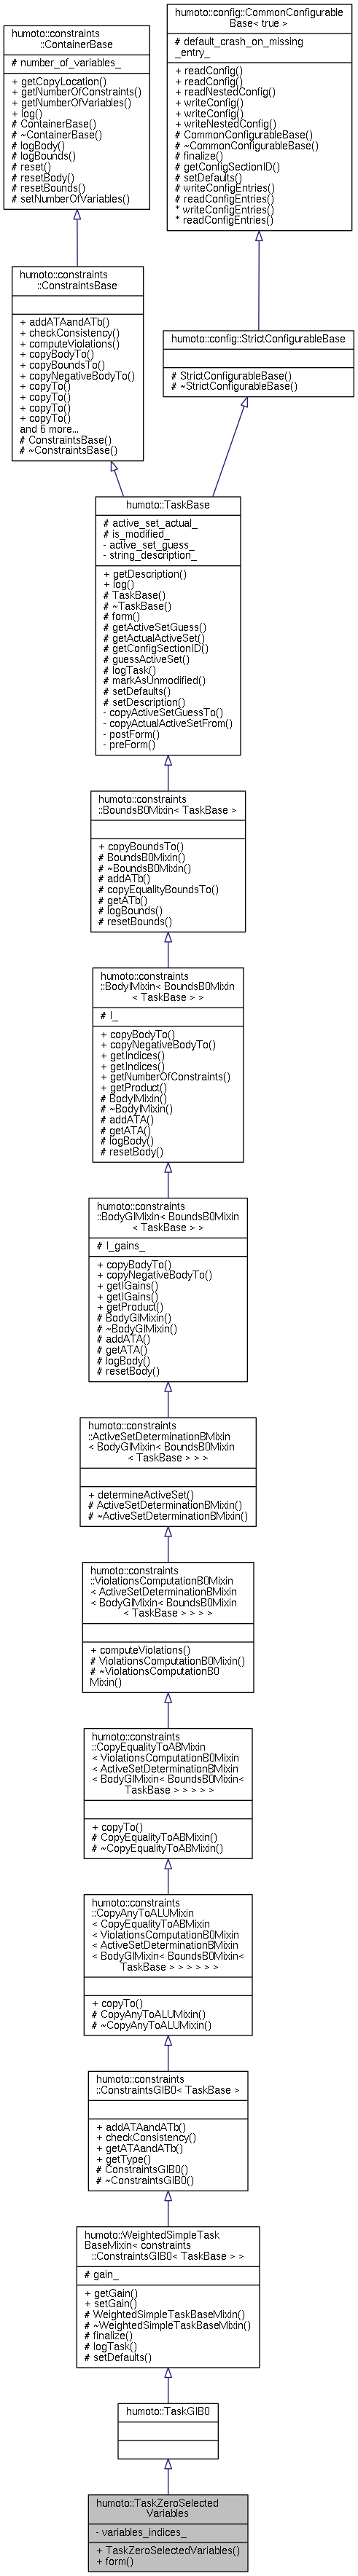 humoto::constraints
::ContainerBase
# number_of_variables_
+ getCopyLocation()
+ getNumberOfConstraints()
+ getNumberOfVariables()
+ log()
# ContainerBase()
# ~ContainerBase()
# logBody()
# logBounds()
# reset()
# resetBody()
# resetBounds()
# setNumberOfVariables()
humoto::config::CommonConfigurable
Base< true >
# default_crash_on_missing
_entry_
+ readConfig()
+ readConfig()
+ readNestedConfig()
+ writeConfig()
+ writeConfig()
+ writeNestedConfig()
# CommonConfigurableBase()
# ~CommonConfigurableBase()
# finalize()
# getConfigSectionID()
# setDefaults()
# writeConfigEntries()
# readConfigEntries()
* writeConfigEntries()
* readConfigEntries()
humoto::constraints
::ConstraintsBase
+ addATAandATb()
+ checkConsistency()
+ computeViolations()
+ copyBodyTo()
+ copyBoundsTo()
+ copyNegativeBodyTo()
+ copyTo()
+ copyTo()
+ copyTo()
+ copyTo()
and 6 more...
# ConstraintsBase()
# ~ConstraintsBase()
humoto::config::StrictConfigurableBase
# StrictConfigurableBase()
# ~StrictConfigurableBase()
humoto::TaskBase
# active_set_actual_
# is_modified_
- active_set_guess_
- string_description_
+ getDescription()
+ log()
# TaskBase()
# ~TaskBase()
# form()
# getActiveSetGuess()
# getActualActiveSet()
# getConfigSectionID()
# guessActiveSet()
# logTask()
# markAsUnmodified()
# setDefaults()
# setDescription()
- copyActiveSetGuessTo()
- copyActualActiveSetFrom()
- postForm()
- preForm()
humoto::constraints
::BoundsB0Mixin< TaskBase >
+ copyBoundsTo()
# BoundsB0Mixin()
# ~BoundsB0Mixin()
# addATb()
# copyEqualityBoundsTo()
# getATb()
# logBounds()
# resetBounds()
humoto::constraints
::BodyIMixin< BoundsB0Mixin
< TaskBase > >
# I_
+ copyBodyTo()
+ copyNegativeBodyTo()
+ getIndices()
+ getIndices()
+ getNumberOfConstraints()
+ getProduct()
# BodyIMixin()
# ~BodyIMixin()
# addATA()
# getATA()
# logBody()
# resetBody()
humoto::constraints
::BodyGIMixin< BoundsB0Mixin
< TaskBase > >
# I_gains_
+ copyBodyTo()
+ copyNegativeBodyTo()
+ getIGains()
+ getIGains()
+ getProduct()
# BodyGIMixin()
# ~BodyGIMixin()
# addATA()
# getATA()
# logBody()
# resetBody()
humoto::constraints
::ActiveSetDeterminationBMixin
< BodyGIMixin< BoundsB0Mixin
< TaskBase > > >
+ determineActiveSet()
# ActiveSetDeterminationBMixin()
# ~ActiveSetDeterminationBMixin()
humoto::constraints
::ViolationsComputationB0Mixin
< ActiveSetDeterminationBMixin
< BodyGIMixin< BoundsB0Mixin
< TaskBase > > > >
+ computeViolations()
# ViolationsComputationB0Mixin()
# ~ViolationsComputationB0
Mixin()
humoto::constraints
::CopyEqualityToABMixin
< ViolationsComputationB0Mixin
< ActiveSetDeterminationBMixin
< BodyGIMixin< BoundsB0Mixin<
TaskBase > > > > >
+ copyTo()
# CopyEqualityToABMixin()
# ~CopyEqualityToABMixin()
humoto::constraints
::CopyAnyToALUMixin
< CopyEqualityToABMixin
< ViolationsComputationB0Mixin
< ActiveSetDeterminationBMixin
< BodyGIMixin< BoundsB0Mixin<
TaskBase > > > > > >
+ copyTo()
# CopyAnyToALUMixin()
# ~CopyAnyToALUMixin()
humoto::constraints
::ConstraintsGIB0< TaskBase >
+ addATAandATb()
+ checkConsistency()
+ getATAandATb()
+ getType()
# ConstraintsGIB0()
# ~ConstraintsGIB0()
humoto::WeightedSimpleTask
BaseMixin< constraints
::ConstraintsGIB0< TaskBase > >
# gain_
+ getGain()
+ setGain()
# WeightedSimpleTaskBaseMixin()
# ~WeightedSimpleTaskBaseMixin()
# finalize()
# logTask()
# setDefaults()
humoto::TaskGIB0
humoto::TaskZeroSelected
Variables
- variables_indices_
+ TaskZeroSelectedVariables()
+ form()